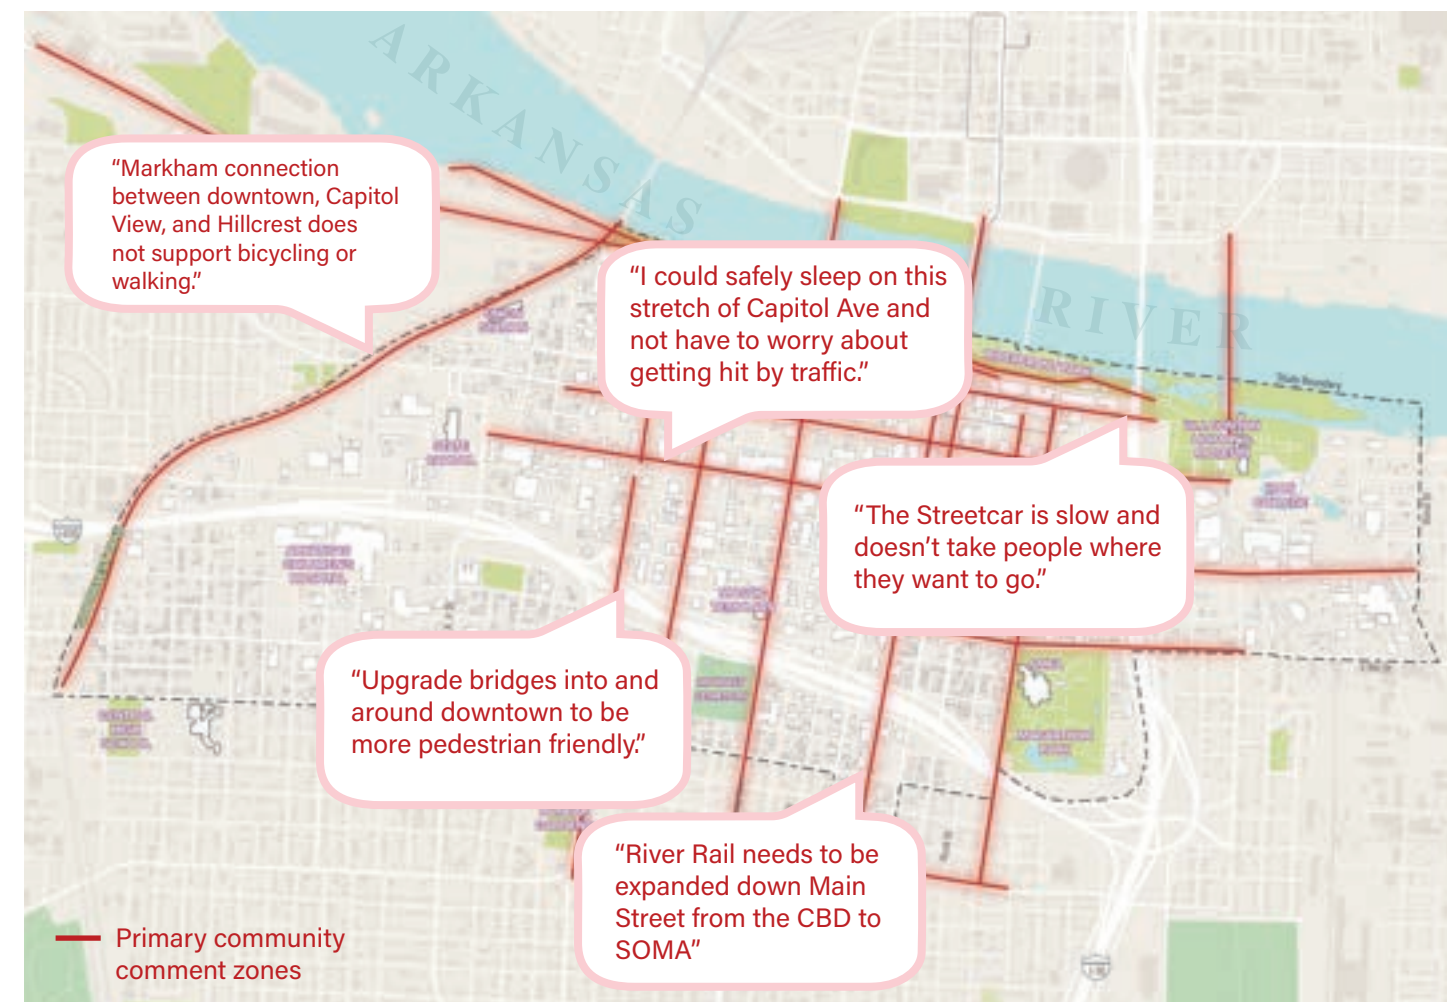 ARKANSAS
RIVER
“Markham connection
between downtown, Capitol
View, and Hillcrest does
not support bicycling or
walking.”
“I could safely sleep on this
stretch of Capitol Ave and
not have to worry about
getting hit by traffic.”
“The Streetcar is slow and
doesn’t take people where
they want to go.”
“Upgrade bridges into and
around downtown to be
more pedestrian friendly.”
“River Rail needs to be
expanded down Main
Street from the CBD to
SOMA”
Primary community
comment zones